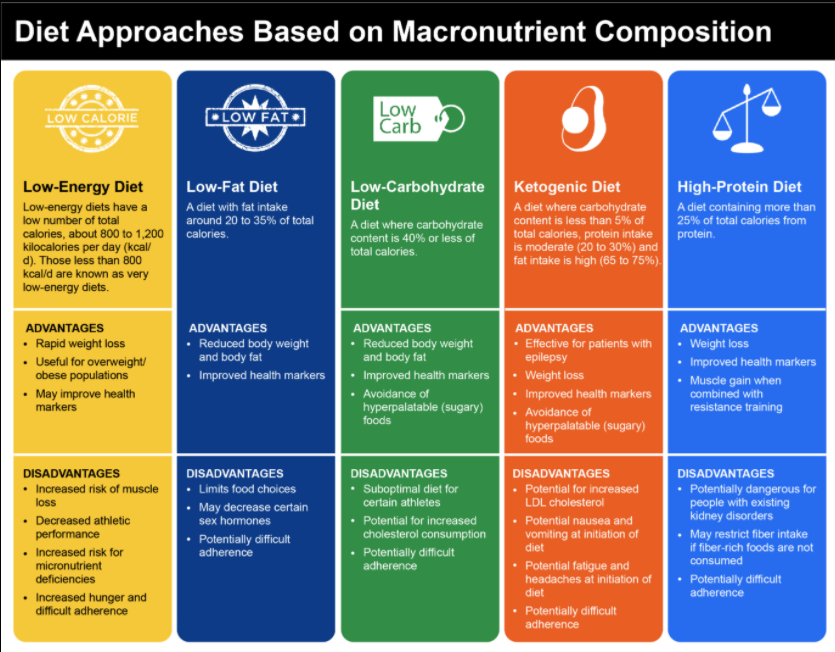 Diet Approaches Based on Macronutrient Composition
LOW CALORIE
Low-Energy Diet
Low-energy diets have a
low number of total
calories, about 800 to 1,200
kilocalories per day (kcal/
d). Those less than 800
kcal/d are known as very
low-energy diets.
ADVANTAGES
• Rapid weight loss
• Useful for overweight/
obese populations
• May improve health
markers
DISADVANTAGES
• Increased risk of muscle
loss
• Decreased athletic
performance
• Increased risk for
micronutrient
deficiencies
• Increased hunger and
difficult adherence
LOW FAT
Low-Fat Diet
A diet with fat intake
around 20 to 35% of total
calories.
ADVANTAGES
• Reduced body weight
and body fat
• Improved health markers
DISADVANTAGES
• Limits food choices
• May decrease certain
sex hormones
• Potentially difficult
adherence
Low
Carb
Low-Carbohydrate
Diet
A diet where carbohydrate
content is 40% or less of
total calories.
ADVANTAGES
• Reduced body weight
and body fat
• Improved health markers
• Avoidance of
hyperpalatable (sugary)
foods
DISADVANTAGES
• Suboptimal diet for
certain athletes
• Potential for increased
cholesterol consumption
• Potentially difficult
adherence
Ketogenic Diet
A diet where carbohydrate
content is less than 5% of
total calories, protein intake
is moderate (20 to 30%) and
fat intake is high (65 to 75%).
ADVANTAGES
• Effective for patients with
epilepsy
• Weight loss
• Improved health markers
• Avoidance of
hyperpalatable (sugary)
foods
DISADVANTAGES
• Potential for increased
LDL cholesterol
• Potential nausea and
vomiting at initiation of
diet
• Potential fatigue and
headaches at initiation of
diet
• Potentially difficult
adherence
High-Protein Diet
A diet containing more than
25% of total calories from
protein.
ADVANTAGES
• Weight loss
• Improved health markers
• Muscle gain when
combined with
resistance training
DISADVANTAGES
• Potentially dangerous for
people with existing
kidney disorders
• May restrict fiber intake
if fiber-rich foods are not
consumed
• Potentially difficult
adherence